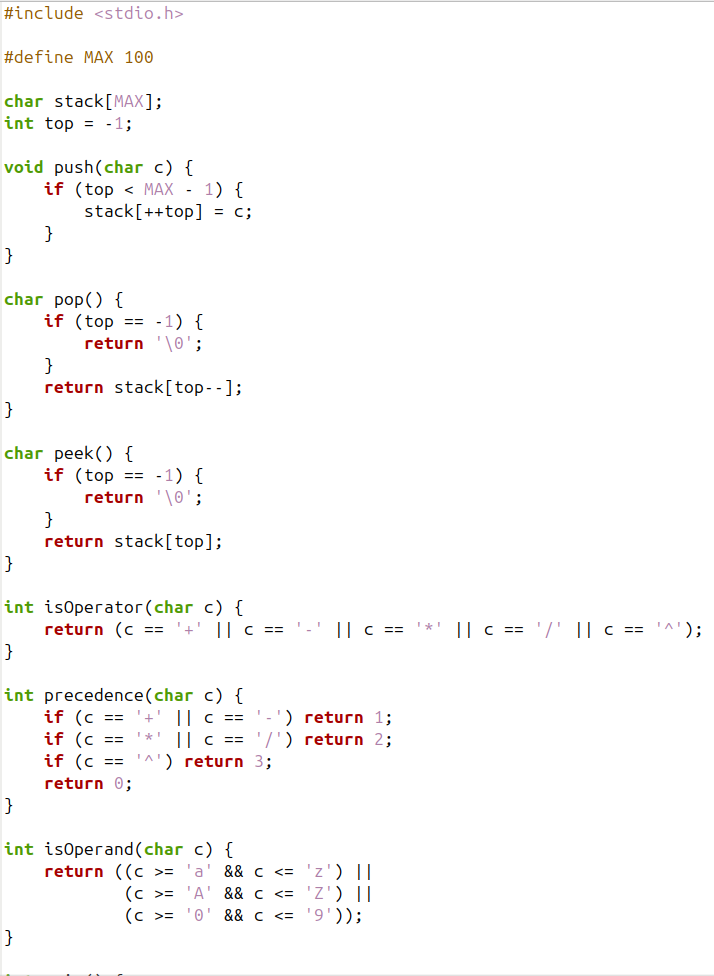 #include <stdio.h>

#define MAX 100

char stack[MAX];
int top = -1;

void push(char c) {
    if (top < MAX - 1) {
        stack[++top] = c;
    }
}

char pop() {
    if (top == -1) {
        return '\0';
    }
    return stack[top--];
}

char peek() {
    if (top == -1) {
        return '\0';
    }
    return stack[top];
}

int isOperator(char c) {
    return (c == '+' || c == '-' || c == '*' || c == '/' || c == '^');
}

int precedence(char c) {
    if (c == '+' || c == '-') return 1;
    if (c == '*' || c == '/') return 2;
    if (c == '^') return 3;
    return 0;
}

int isOperand(char c) {
    return ((c >= 'a' && c <= 'z') ||
            (c >= 'A' && c <= 'Z') ||
            (c >= '0' && c <= '9'));
}